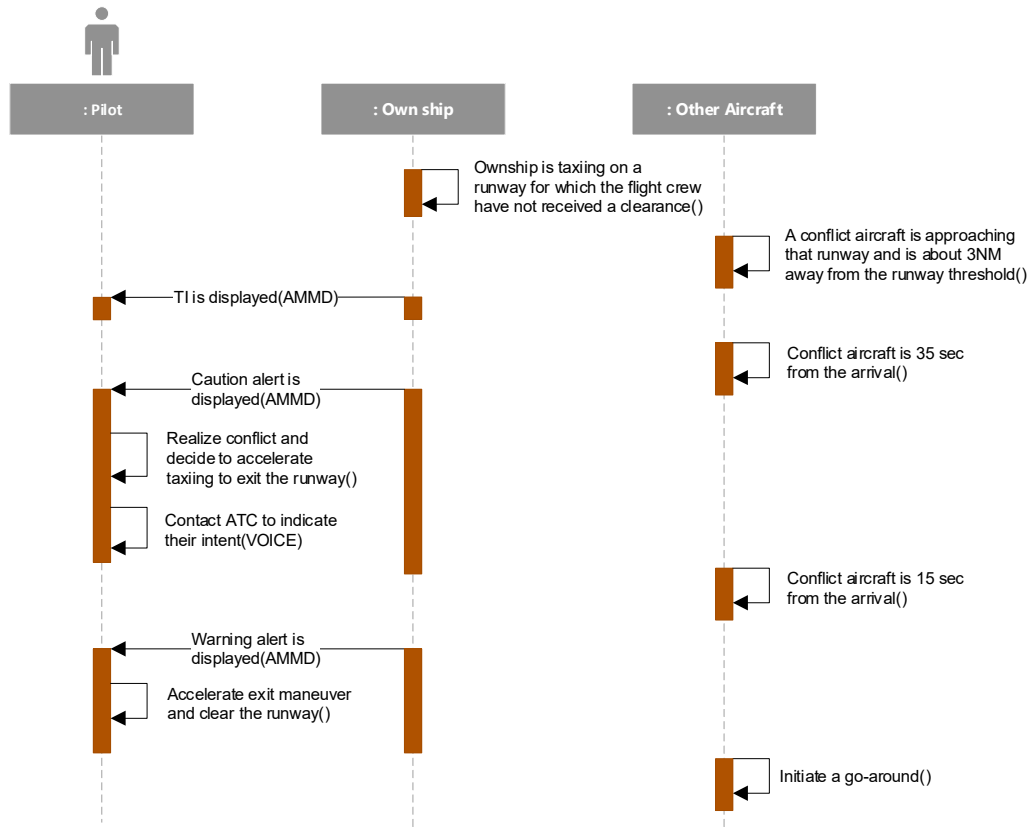 : Pilot
: Own ship
: Other Aircraft
Ownship is taxiing on a
runway for which the flight crew
have not received a clearance()
A conflict aircraft is approaching
that runway and is about 3NM
away from the runway threshold()
TI is displayed(AMMD)
Conflict aircraft is 35 sec
from the arrival()
Caution alert is
displayed(AMMD)
Realize conflict and
decide to accelerate
taxiing to exit the runway()
Contact ATC to indicate
their intent(VOICE)
Conflict aircraft is 15 sec
from the arrival()
Warning alert is
displayed(AMMD)
Accelerate exit maneuver
and clear the runway()
Initiate a go-around()